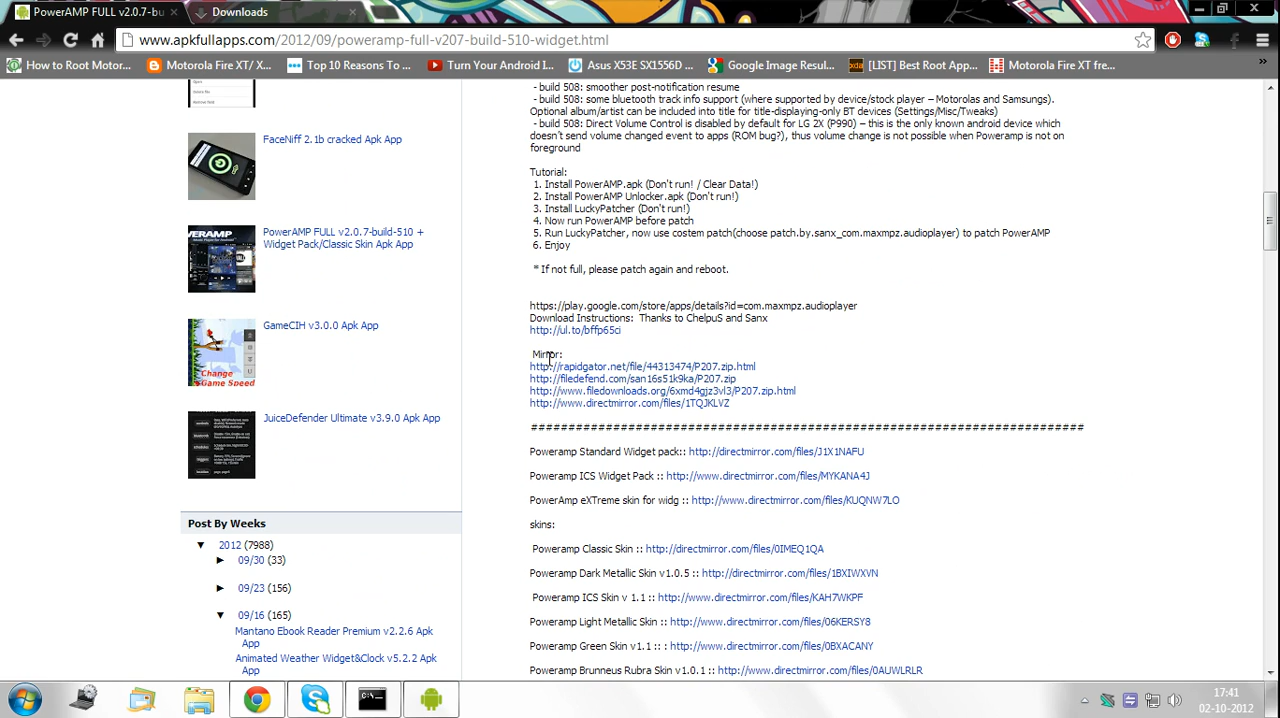 PowerAMP FULL v2.0.7-bu
Downloads
www.apkfullapps.com/2012/09/poweramp-full-v207-build-510-widget.html
How to Root Motor...
Motorola Fire XT/ X...
Top 10 Reasons To ...
Turn Your Android I...
Asus X53E SX1556D ...
Google Image Resul...
[LIST] Best Root App...
Motorola Fire XT fre...
FaceNiff 2.1b cracked Apk App
PowerAMP FULL v2.0.7-build-510 +
Widget Pack/Classic Skin Apk App
GameCIH v3.0.0 Apk App
Change
Game Speed
JuiceDefender Ultimate v3.9.0 Apk App
Post By Weeks
▼ 2012 (7988)
► 09/30 (33)
► 09/23 (156)
▼ 09/16 (165)
Mantano Ebook Reader Premium v2.2.6 Apk
App
Animated Weather Widget&Clock v5.2.2 Apk
App
- build 508: smoother sub-notification resume
- build 508: some bluetooth track info support (where supported by device/stock player – Motorolas and Samsungs).
Optional album/artist can be included into title for title-displaying-only BT devices (Settings/Misc/Tweaks)
- build 508: Direct Volume Control is disabled by default for LG 2X (P990) – this is the only known android device which
doesn’t send volume changed event to apps (ROM bug?), thus volume change is not possible when Poweramp is not on
foreground
Tutorial:
1. Install PowerAMP.apk (Don't run! / Clear Data!)
2. Install PowerAMP Unlocker.apk (Don't run!)
3. Install LuckyPatcher (Don't run!)
4. Now run PowerAMP before patch
5. Run LuckyPatcher, now use costem patch(choose patch.by.sanx_com.maxmpz.audioplayer) to patch PowerAMP
6. Enjoy
* If not full, please patch again and reboot.
https://play.google.com/store/apps/details?id=com.maxmpz.audioplayer
Download Instructions: Thanks to ChelpuS and Sanx
http://ul.to/bffp65ci
Mirror:
http://rapidgator.net/file/44313474/P207.zip.html
http://filedefend.com/san16s51k9ka/P207.zip
http://www.filedownloads.org/6xmd4gjz3vl3/P207.zip.html
http://www.directmirror.com/files/1TQJKLVZ
##########################################################################
Poweramp Standard Widget pack:: http://directmirror.com/files/J1X1NAFU
Poweramp ICS Widget Pack :: http://www.directmirror.com/files/MYKANA4J
PowerAmp eXTreme skin for widg :: http://www.directmirror.com/files/KUQNW7LO
skins:
Poweramp Classic Skin :: http://directmirror.com/files/0IMEQ1QA
Poweramp Dark Metallic Skin v1.0.5 :: http://directmirror.com/files/1BXIWXVN
Poweramp ICS Skin v 1.1 :: http://www.directmirror.com/files/KAH7WKPF
Poweramp Light Metallic Skin :: http://www.directmirror.com/files/06KERSY8
Poweramp Green Skin v1.1 :: : http://www.directmirror.com/files/0BXACANY
Poweramp Brunneus Rubra Skin v1.0.1 :: http://www.directmirror.com/files/0AUWLRLR
17:41
02-10-2012